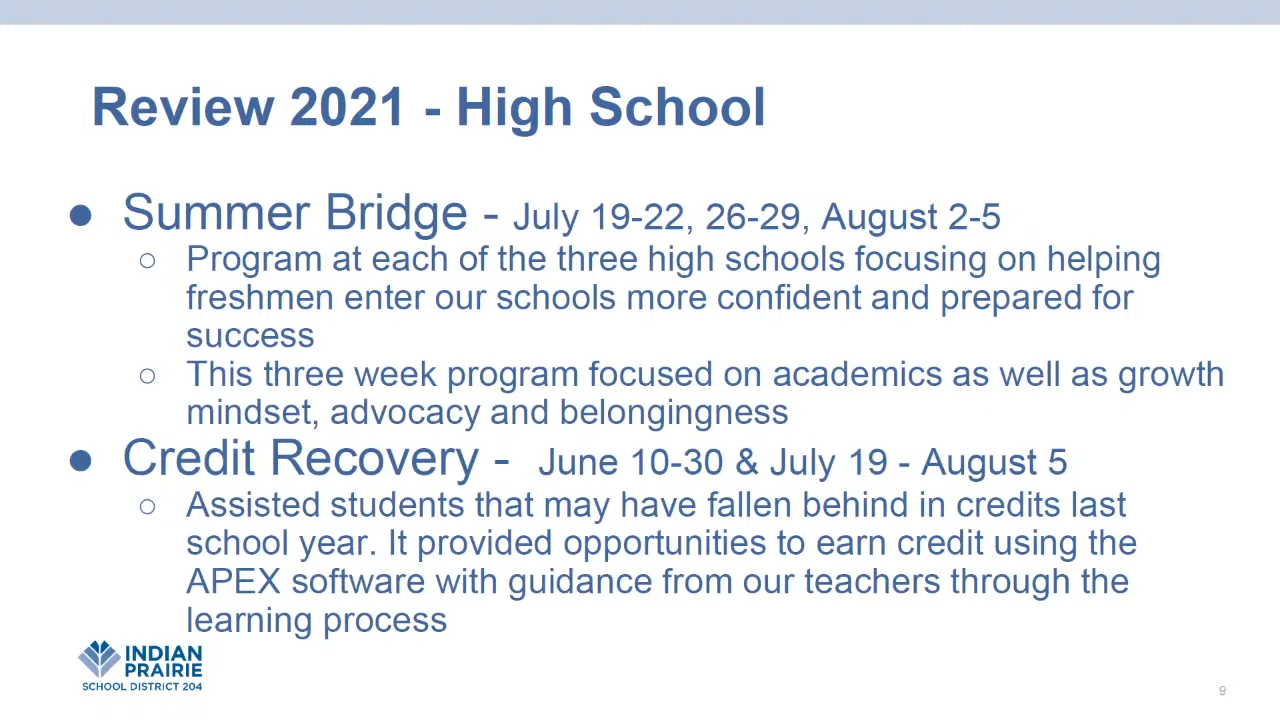 Review 2021 - High School
● Summer Bridge - July 19-22, 26-29, August 2-5
○ Program at each of the three high schools focusing on helping
freshmen enter our schools more confident and prepared for
success
○ This three week program focused on academics as well as growth
mindset, advocacy and belongingness
● Credit Recovery - June 10-30 & July 19 - August 5
○ Assisted students that may have fallen behind in credits last
school year. It provided opportunities to earn credit using the
APEX software with guidance from our teachers through the
learning process
INDIAN
PRAIRIE
SCHOOL DISTRICT 204
9